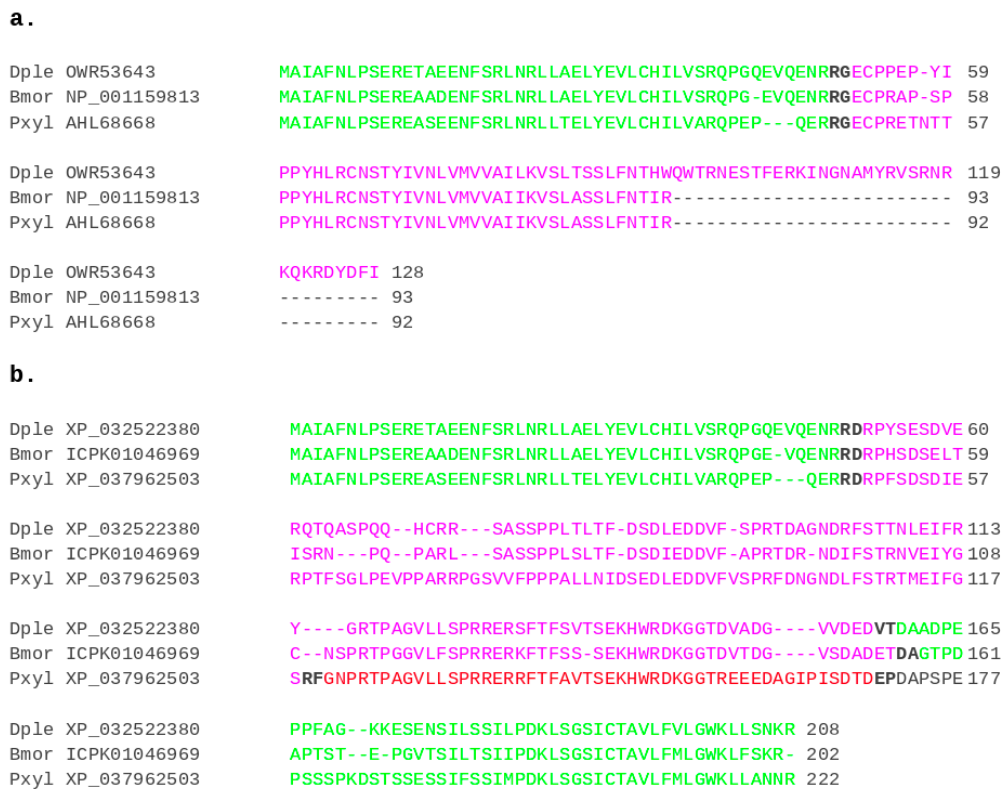 a.
Dple OWR53643 MAIAFNLPSERETAEENFSRLNRLLAELYEVLCHILVSRQPGQEVQENRRGECPPEP-YI 59
Bmor NP_001159813 MAIAFNLPSEREAADENFSRLNRLLAELYEVLCHILVSRQPG-EVQENRRGECPRAP-SP 58
Pxyl AHL68668 MAIAFNLPSEREASEENFSRLNRLLTELYEVLCHILVARQPEP---QERRGECPRETNTT 57
Dple OWR53643 PPYHLRCNSTYIVNLVMVVAILKVSLTSSLFNTHWQWTRNESTFERKINGNAMYRVSRNR 119
Bmor NP_001159813 PPYHLRCNSTYIVNLVMVVAIIKVSLASSLFNTIR------------------------- 93
Pxyl AHL68668 PPYHLRCNSTYIVNLVMVVAIIKVSLASSLFNTIR------------------------- 92
Dple OWR53643 KQKRDYDFI 128
Bmor NP_001159813 --------- 93
Pxyl AHL68668 --------- 92
b.
Dple XP_032522380 MAIAFNLPSERETAEENFSRLNRLLAELYEVLCHILVSRQPGQEVQENRRDRPYSESDVE 60
Bmor ICPK01046969 MAIAFNLPSEREAADENFSRLNRLLAELYEVLCHILVSRQPGE-VQENRRDRPHSDSELT 59
Pxyl XP_037962503 MAIAFNLPSEREASEENFSRLNRLLTELYEVLCHILVARQPEP---QERRDRPFSDSDIE 57
Dple XP_032522380 RQTQASPQQ--HCRR---SASSPPLTLTF-DSDLEDDVF-SPRTDAGNDRFSTTNLEIFR 113
Bmor ICPK01046969 ISRN---PQ--PARL---SASSPPLSLTF-DSDIEDDVF-APRTDR-NDIFSTRNVEIYG 108
Pxyl XP_037962503 RPTFSGLPEVPPARRPGSVVFPPPALLNIDSEDLEDDVFVSPRFDNGNDLFSTRTMEIFG 117
Dple XP_032522380 Y----GRTPAGVLLSPRRERSFTFSVTSEKHWRDKGGTDVADG----VVDEDVTDAADPE 165
Bmor ICPK01046969 C--NSPRTPGGVLFSPRRERKFTFSS-SEKHWRDKGGTDVTDG----VSDADETDAGTPD 161
Pxyl XP_037962503 SRFGNPRTPAGVLLSPRRERRFTFAVTSEKHWRDKGGTREEEDAGIPISDTDEPDAPSPE 177
Dple XP_032522380 PPFAG--KKESENSILSSILPDKLSGSICTAVLFVLGWKLLSNKR 208
Bmor ICPK01046969 APTST--E-PGVTSILTSIIPDKLSGSICTAVLFMLGWKLFSKR- 202
Pxyl XP_037962503 PSSSPKDSTSSESSIFSSIMPDKLSGSICTAVLFMLGWKLLANNR 222